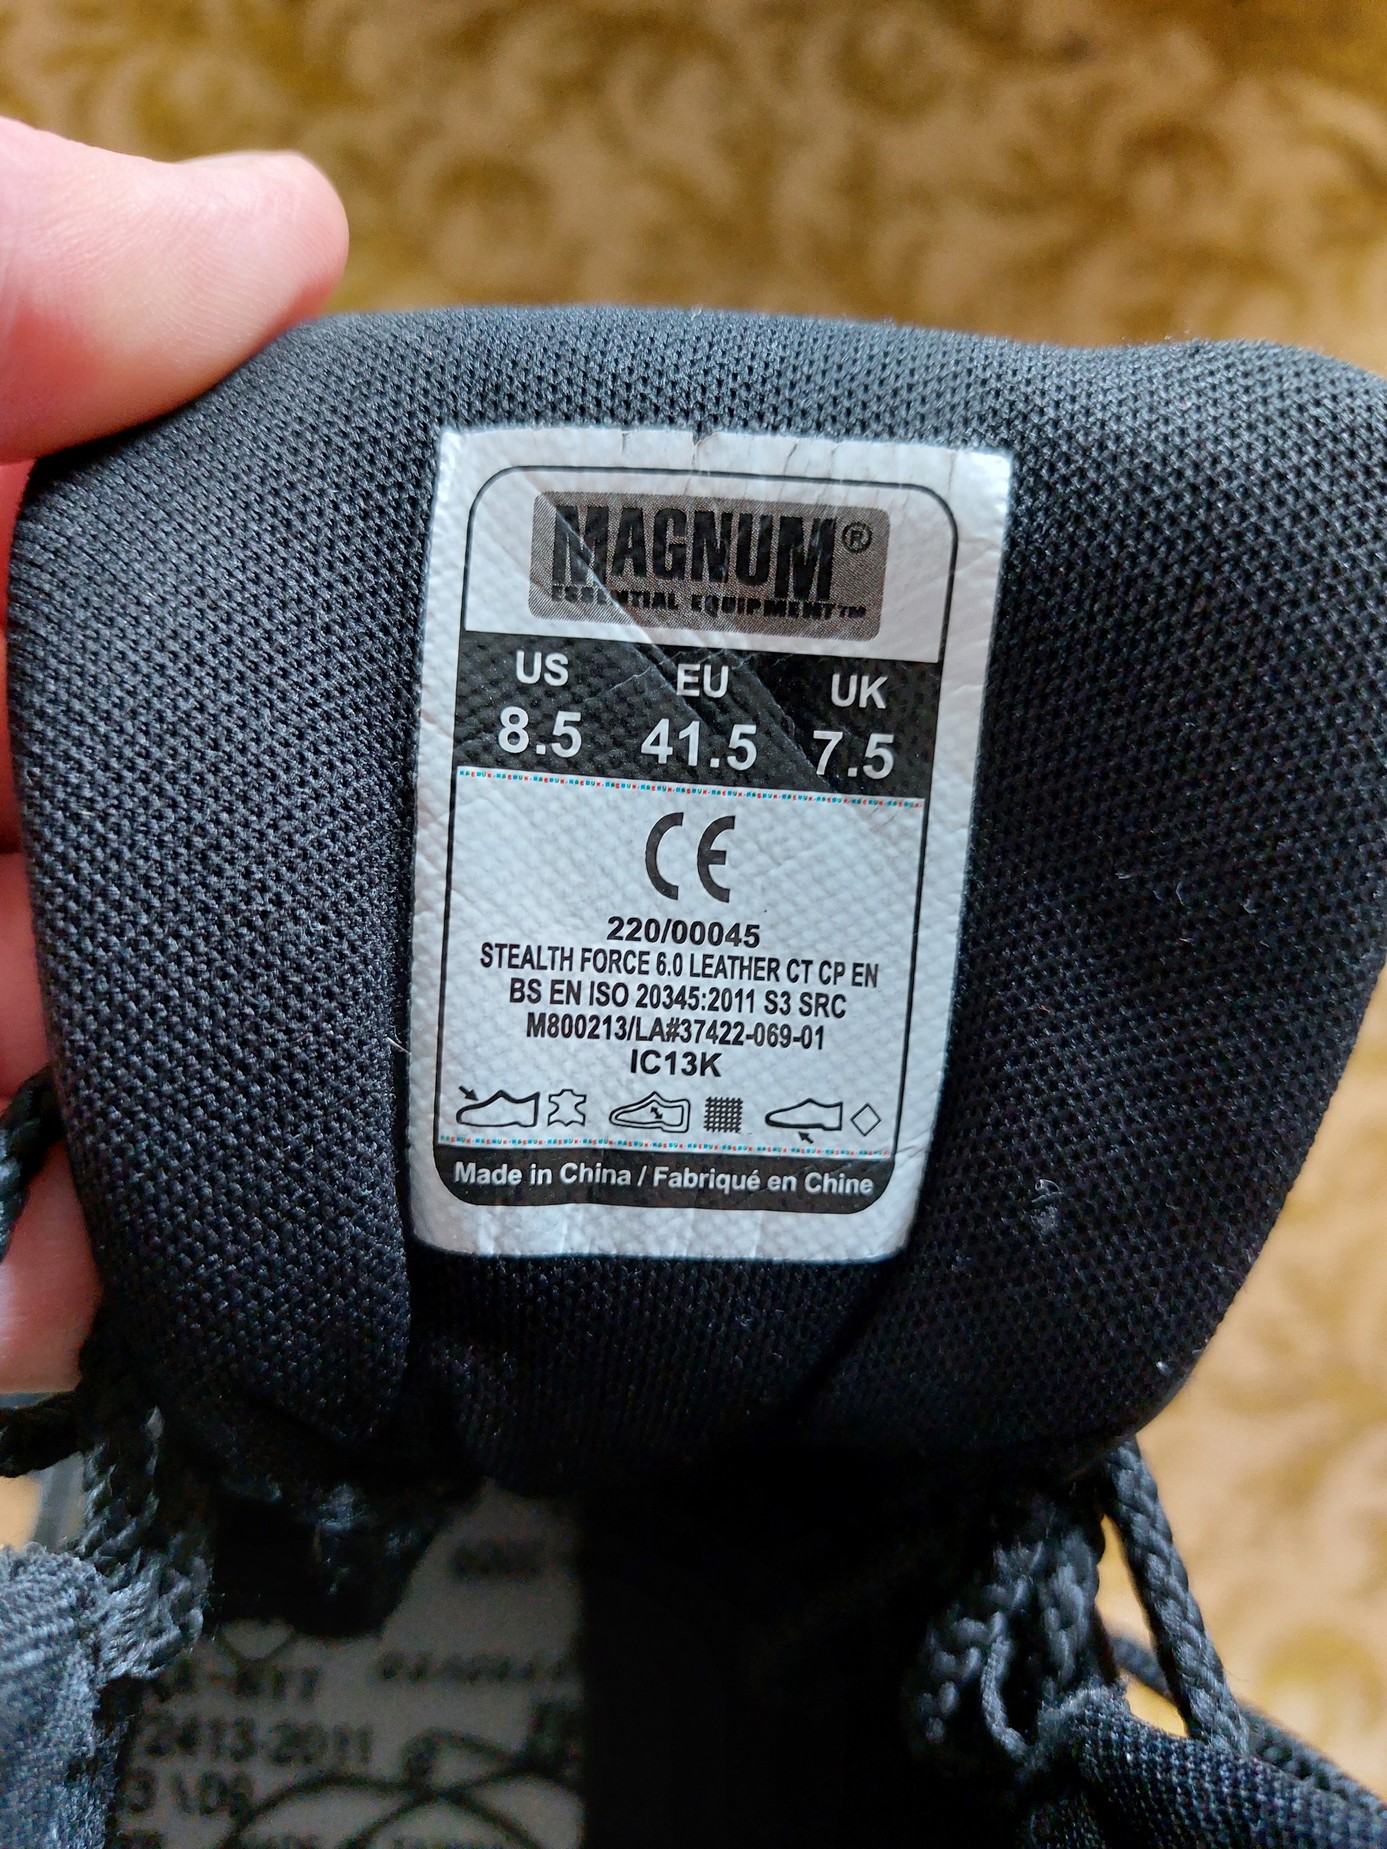 MAGNUM®
ESSENTIAL EQUIPMENT™
US EU UK
8.5 41.5 7.5
CE
220/00045
STEALTH FORCE 6.0 LEATHER CT CP EN
BS EN ISO 20345:2011 S3 SRC
M800213/LA#37422-069-01
IC13K
Made in China / Fabriqué en Chine
2413-2011